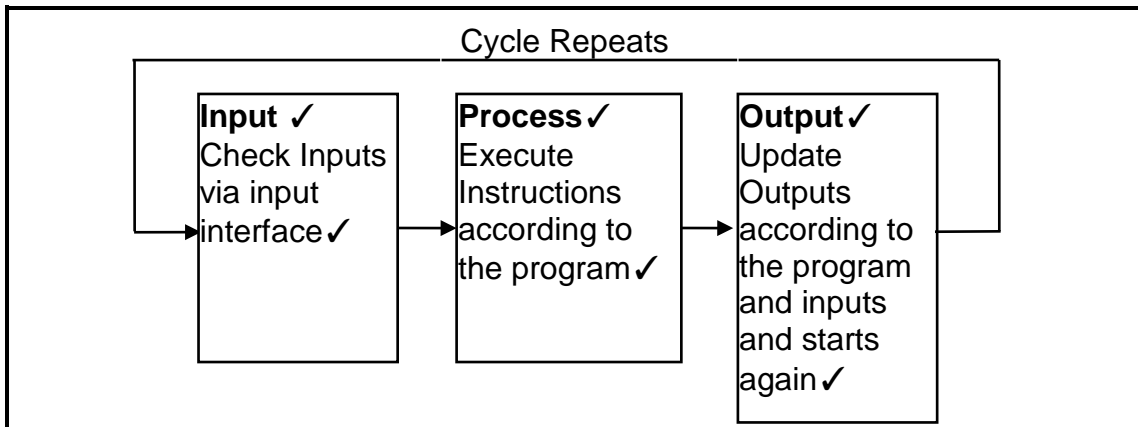 Cycle Repeats
Input ✓
Check Inputs
via input
interface✓
Process✓
Execute
Instructions
according to
the program✓
Output✓
Update
Outputs
according to
the program
and inputs
and starts
again✓